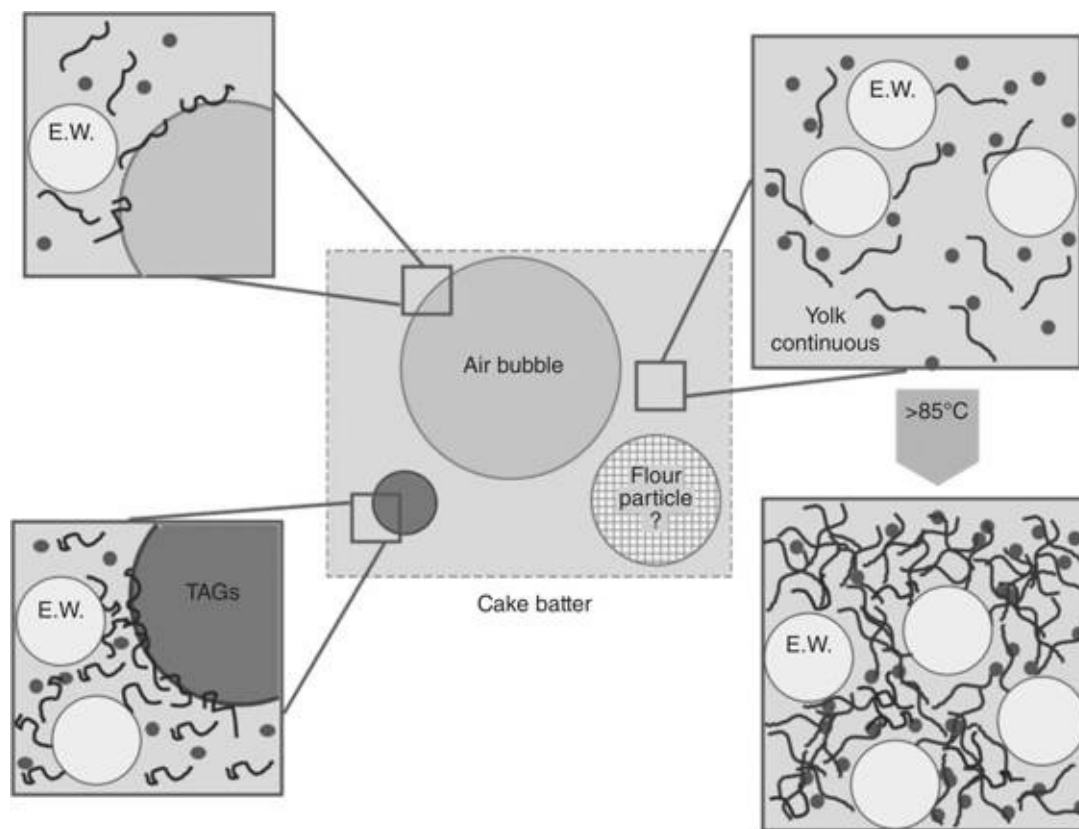 E.W.
E.W.
Yolk
continuous
Air bubble
>85°C
Flour
particle
?
E.W.
TAGs
Cake batter
E.W.